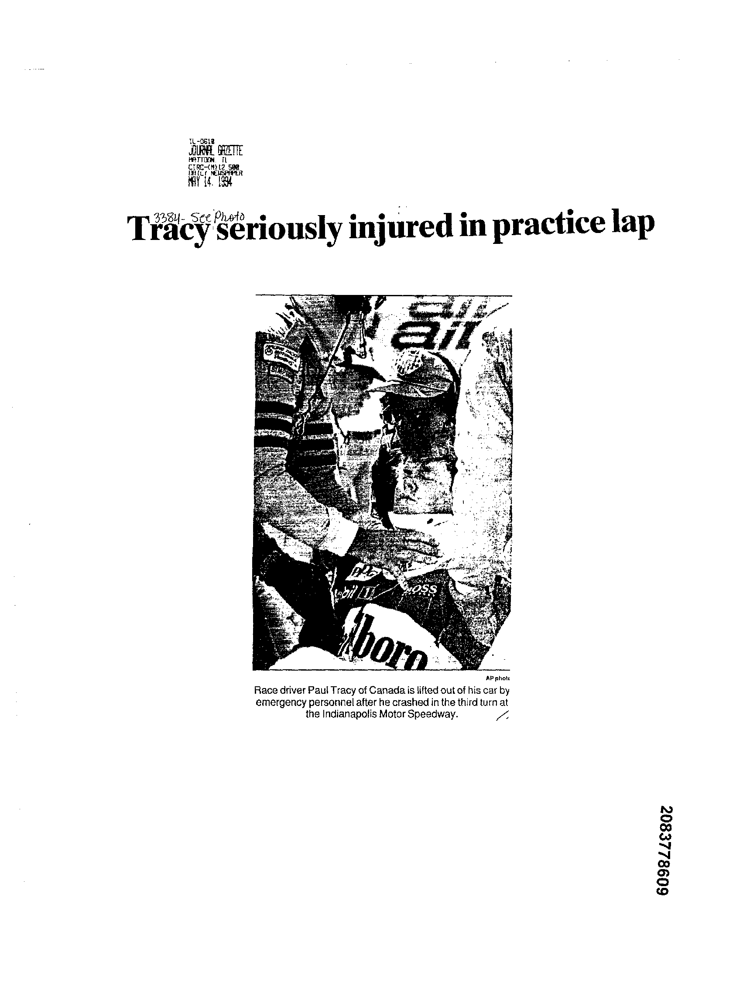 IL-0618
JOURNAL GAZETTE
MATTOON IL
CIRC-(M)12,500
DAILY NEWSPAPER
MAY 14, 1994
3384- See Photo
Tracy seriously injured in practice lap
air
boro
AP photo
Race driver Paul Tracy of Canada is lifted out of his car by
emergency personnel after he crashed in the third turn at
the Indianapolis Motor Speedway.
2083778609